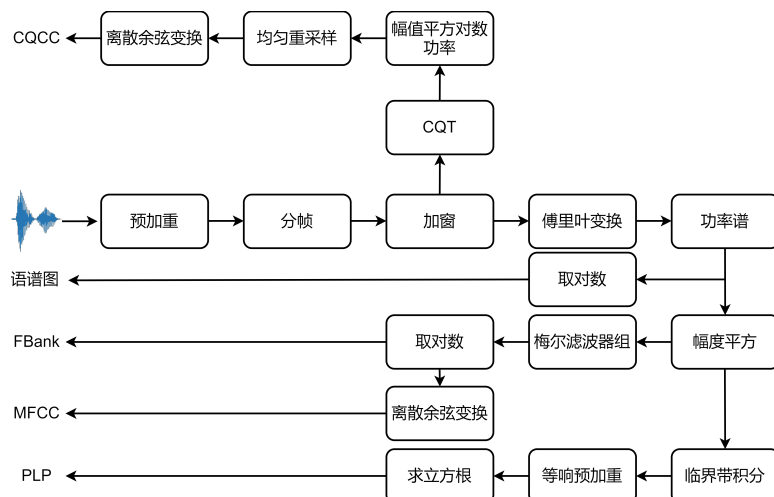 CQCC
离散余弦变换
均匀重采样
幅值平方对数
功率
CQT
预加重
分帧
加窗
傅里叶变换
功率谱
语谱图
取对数
FBank
取对数
梅尔滤波器组
幅度平方
MFCC
离散余弦变换
PLP
求立方根
等响预加重
临界带积分